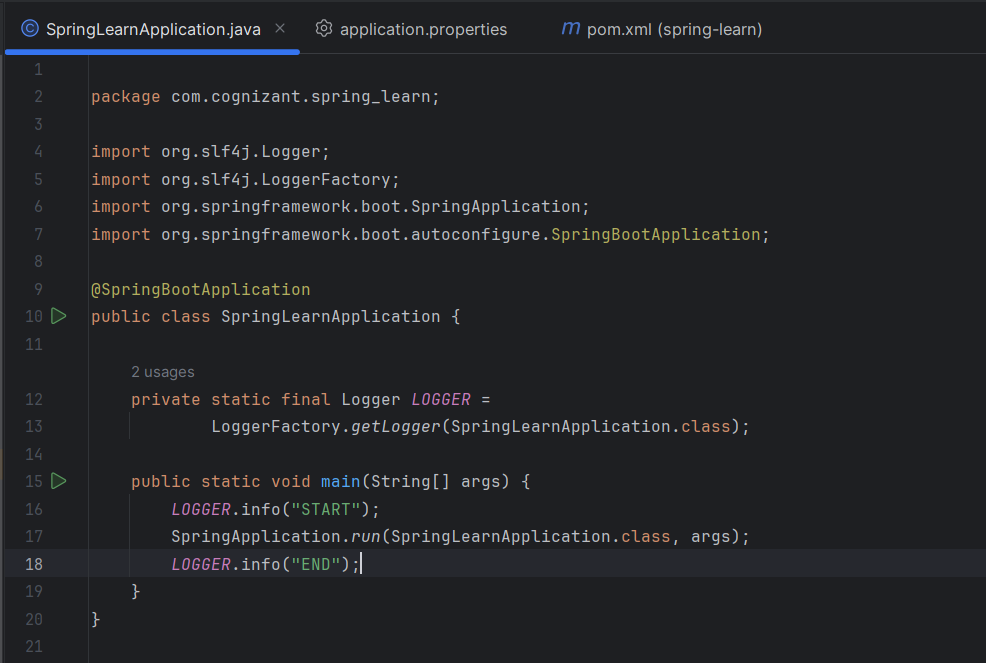 SpringLearnApplication.java application.properties pom.xml (spring-learn)
1
2 package com.cognizant.spring_learn;
3
4 import org.slf4j.Logger;
5 import org.slf4j.LoggerFactory;
6 import org.springframework.boot.SpringApplication;
7 import org.springframework.boot.autoconfigure.SpringBootApplication;
8
9 @SpringBootApplication
10 public class SpringLearnApplication {
11
2 usages
12 private static final Logger LOGGER =
13 LoggerFactory.getLogger(SpringLearnApplication.class);
14
15 public static void main(String[] args) {
16 LOGGER.info("START");
17 SpringApplication.run(SpringLearnApplication.class, args);
18 LOGGER.info("END");
19 }
20 }
21